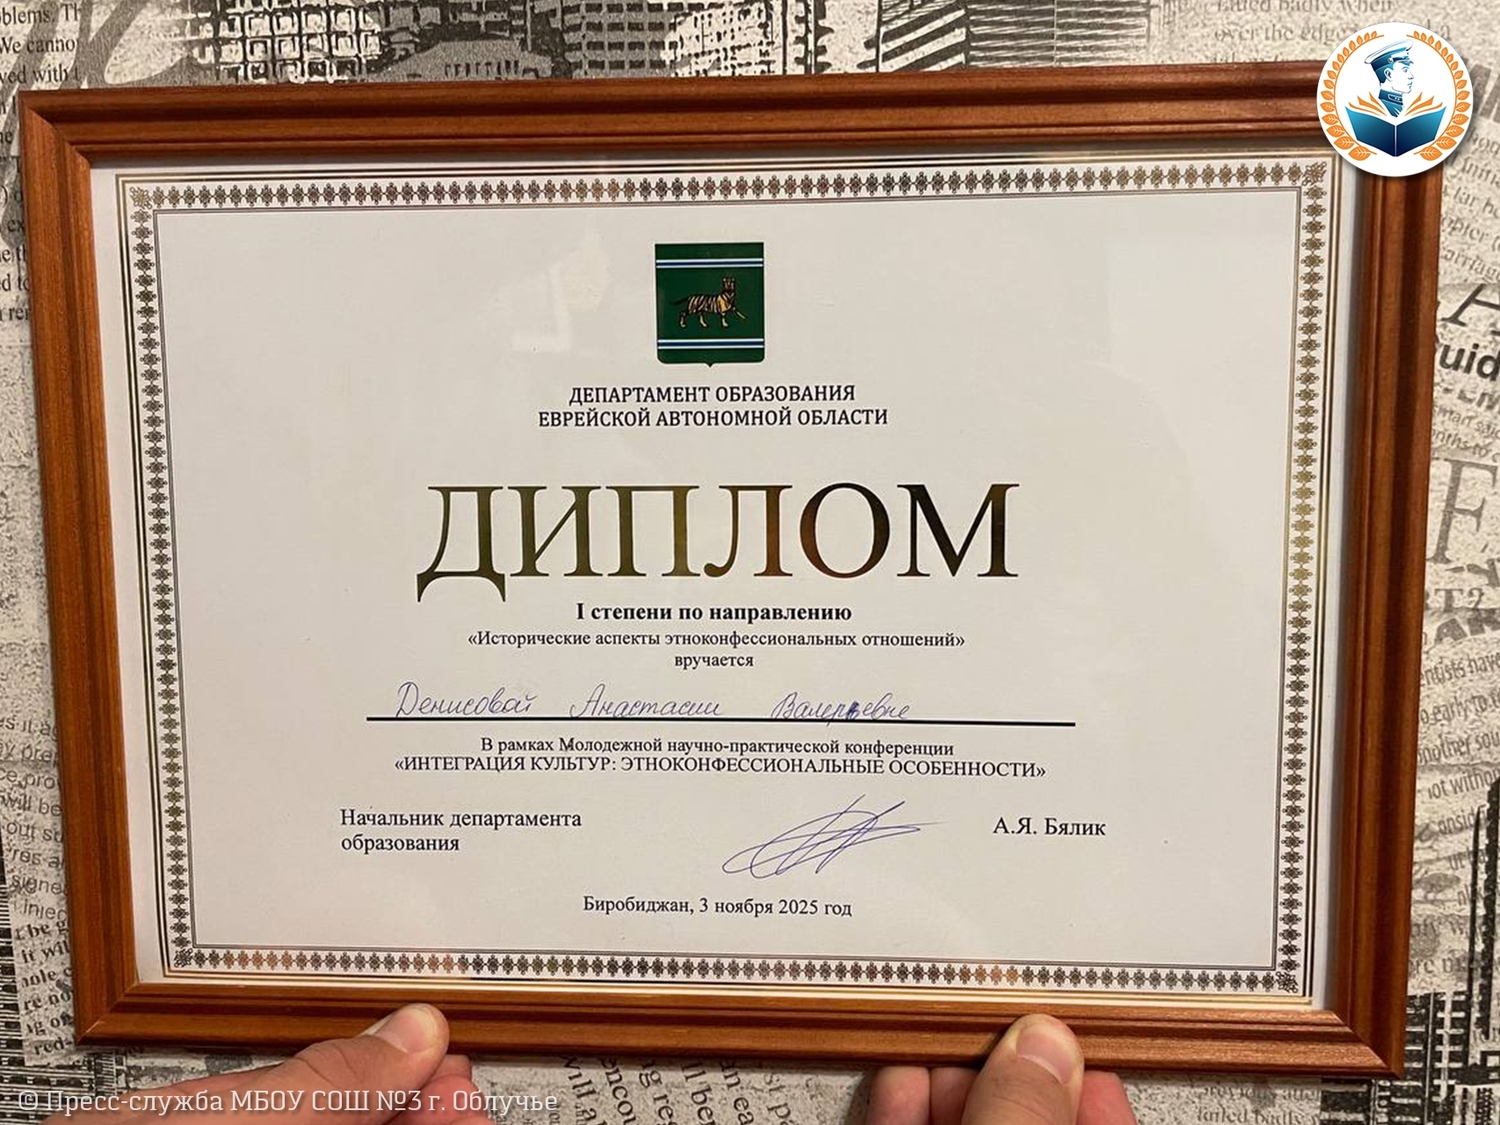 ДЕПАРТАМЕНТ ОБРАЗОВАНИЯ
ЕВРЕЙСКОЙ АВТОНОМНОЙ ОБЛАСТИ
ДИПЛОМ
I степени по направлению
«Исторические аспекты этноконфессиональных отношений»
вручается
Денисовой Анастасии Валерьевне
В рамках Молодежной научно-практической конференции
«ИНТЕГРАЦИЯ КУЛЬТУР: ЭТНОКОНФЕССИОНАЛЬНЫЕ ОСОБЕННОСТИ»
Начальник департамента
образования
А.Я. Бялик
Биробиджан, 3 ноября 2025 год
© Пресс-служба МБОУ СОШ №3 г. Облучье